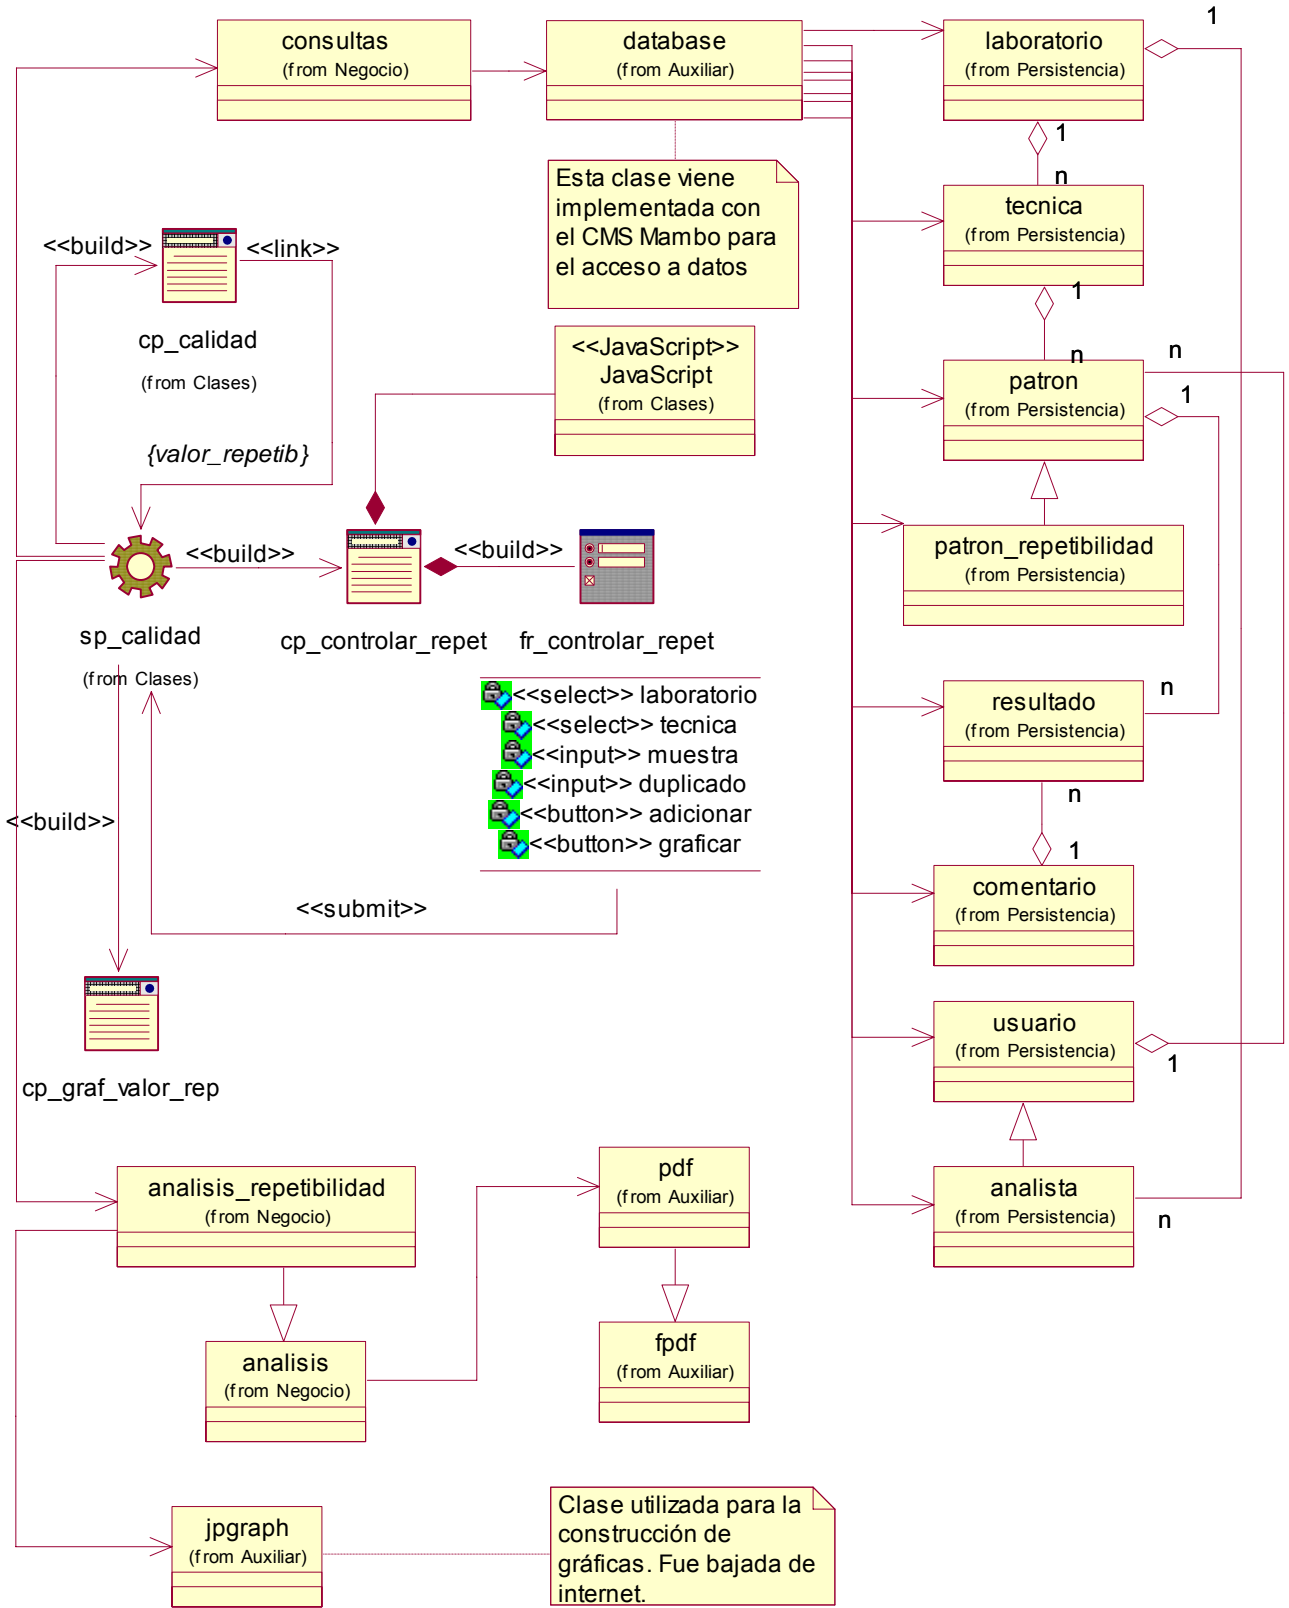 consultas
(from Negocio)
database
(from Auxiliar)
laboratorio
(from Persistencia)
1
1
n
Esta clase viene
implementada con
el CMS Mambo para
el acceso a datos
tecnica
(from Persistencia)
1
n
<<build>>
<<link>>
cp_calidad
(from Clases)
{valor_repetib}
<<JavaScript>>
JavaScript
(from Clases)
patron
(from Persistencia)
n
1
patron_repetibilidad
(from Persistencia)
<<build>>
<<build>>
sp_calidad
(from Clases)
cp_controlar_repet
fr_controlar_repet
<<select>> laboratorio
<<select>> tecnica
<<input>> muestra
<<input>> duplicado
<<button>> adicionar
<<button>> graficar
resultado
(from Persistencia)
n
n
1
<<build>>
<<submit>>
comentario
(from Persistencia)
cp_graf_valor_rep
usuario
(from Persistencia)
1
analisis_repetibilidad
(from Negocio)
pdf
(from Auxiliar)
analista
(from Persistencia)
n
analisis
(from Negocio)
fpdf
(from Auxiliar)
jpgraph
(from Auxiliar)
Clase utilizada para la
construcción de
gráficas. Fue bajada de
internet.